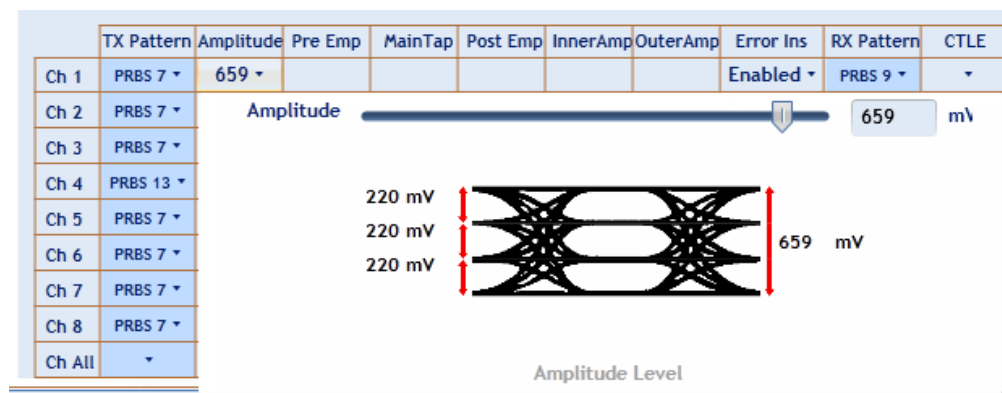 TX Pattern Amplitude Pre Emp MainTap Post Emp InnerAmp OuterAmp Error Ins RX Pattern CTLE
Ch 1 PRBS 7 659 Enabled PRBS 9
Ch 2 PRBS 7 Amplitude 659
Ch 3 PRBS 7
Ch 4 PRBS 13
220 mV
Ch 5 PRBS 7
220 mV
659 mV
Ch 6 PRBS 7
220 mV
Ch 7 PRBS 7
Ch 8 PRBS 7
Ch All
Amplitude Level